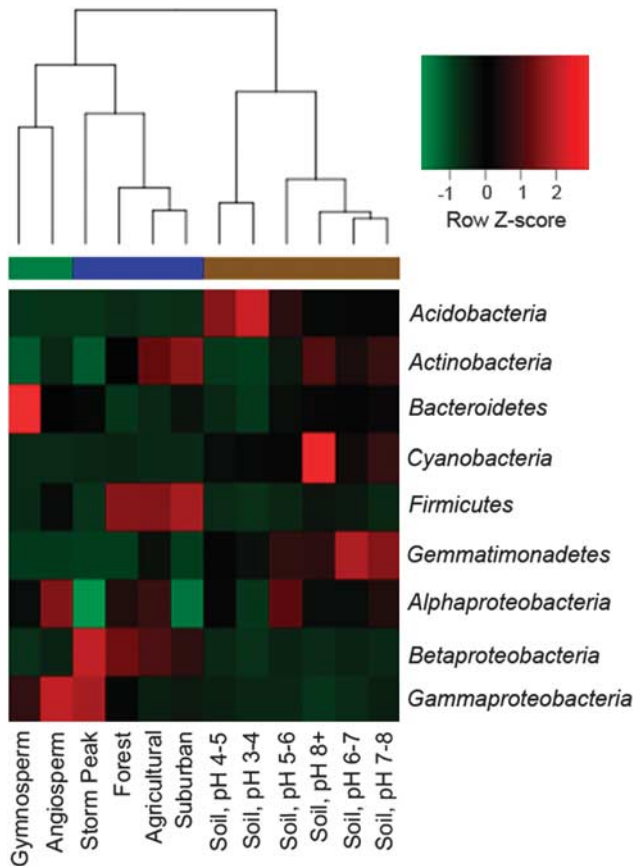 -1 0 1 2
Row Z-score
Acidobacteria
Actinobacteria
Bacteroidetes
Cyanobacteria
Firmicutes
Gemmatimonadetes
Alphaproteobacteria
Betaproteobacteria
Gammaproteobacteria
Gymnosperm
Angiosperm
Storm Peak
Forest
Agricultural
Suburban
Soil, pH 4-5
Soil, pH 3-4
Soil, pH 5-6
Soil, pH 8+
Soil, pH 6-7
Soil, pH 7-8